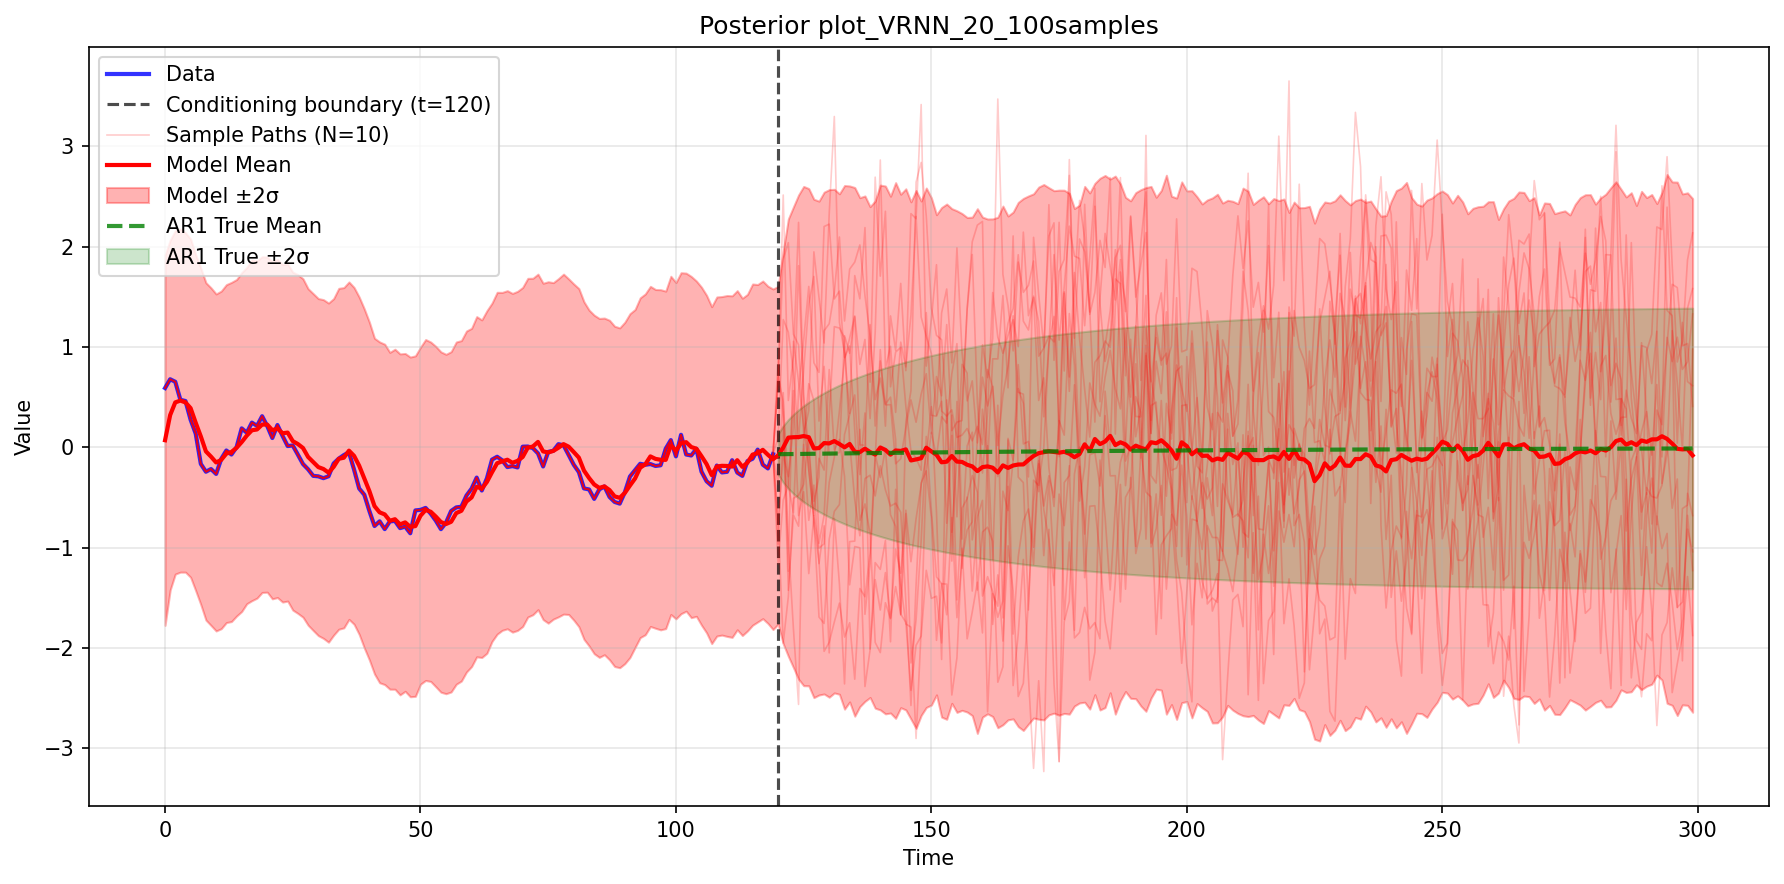 Posterior plot_VRNN_20_100samples
Data
Conditioning boundary (t=120)
Sample Paths (N=10)
Model Mean
Model ±2σ
AR1 True Mean
AR1 True ±2σ
Value
3
2
1
0
−1
−2
−3
0 50 100 150 200 250 300
Time